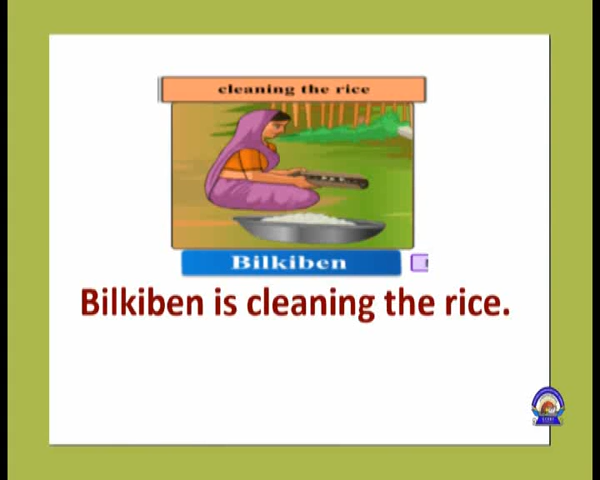 cleaning the rice
Bilkiben
Bilkiben is cleaning the rice.